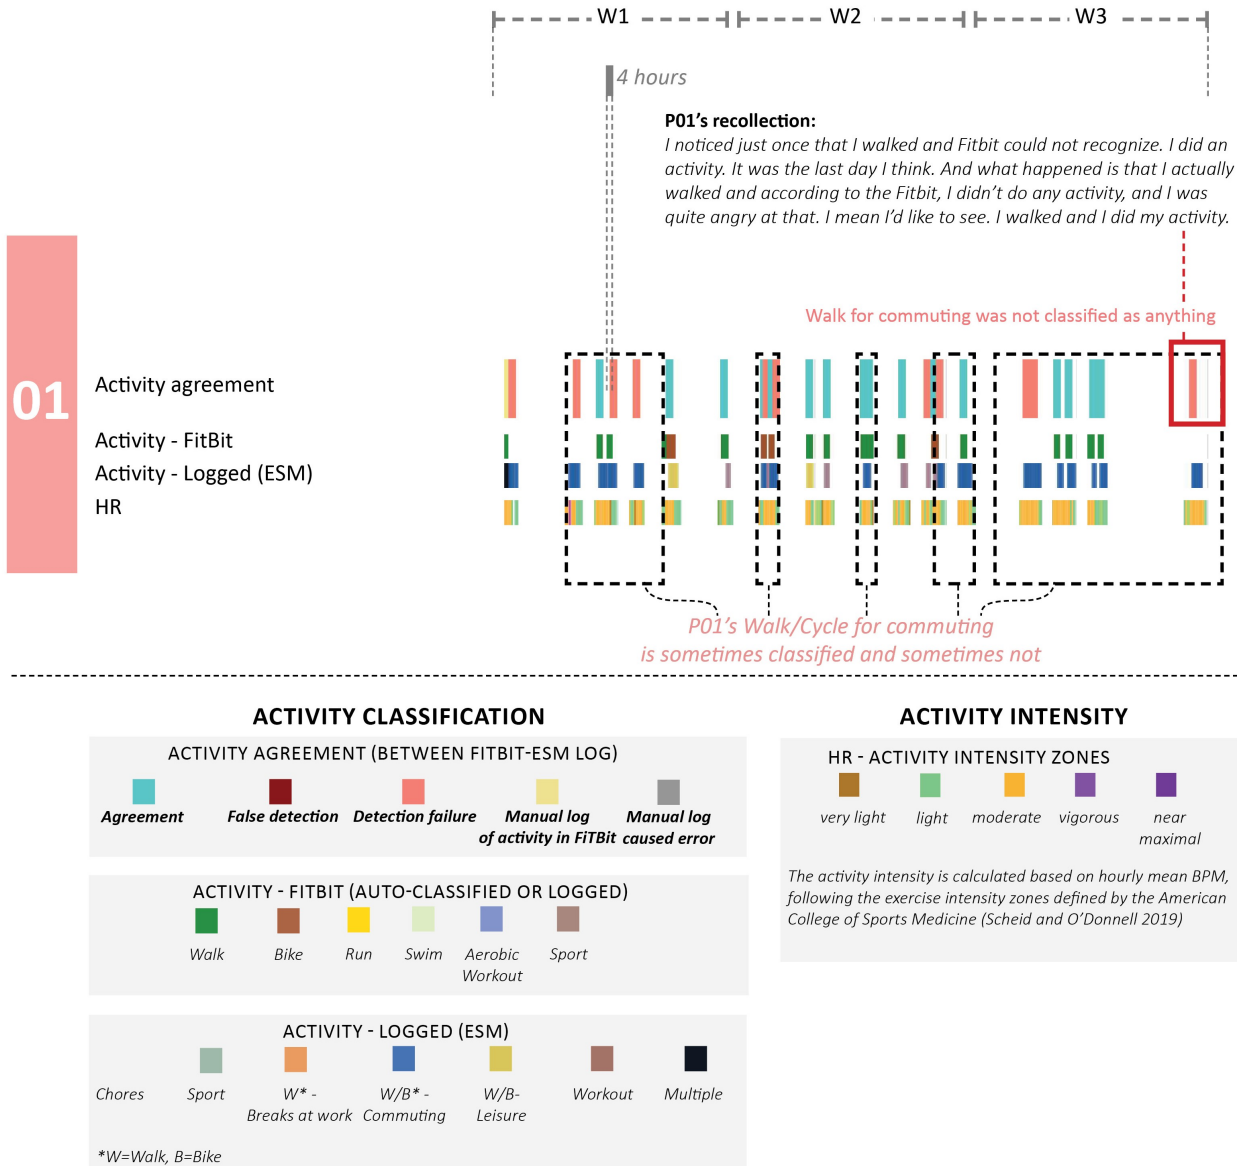 W1 W2 W3
4 hours
P01's recollection:
I noticed just once that I walked and Fitbit could not recognize. I did an
activity. It was the last day I think. And what happened is that I actually
walked and according to the Fitbit, I didn't do any activity, and I was
quite angry at that. I mean I'd like to see. I walked and I did my activity.
Walk for commuting was not classified as anything
01
Activity agreement
Activity - FitBit
Activity - Logged (ESM)
HR
P01's Walk/Cycle for commuting
is sometimes classified and sometimes not
ACTIVITY CLASSIFICATION
ACTIVITY AGREEMENT (BETWEEN FITBIT-ESM LOG)
Agreement
False detection
Detection failure
Manual log
of activity in FiTBit
Manual log
caused error
ACTIVITY - FITBIT (AUTO-CLASSIFIED OR LOGGED)
Walk
Bike
Run
Swim
Aerobic
Workout
Sport
ACTIVITY - LOGGED (ESM)
Chores
Sport
W* -
Breaks at work
W/B* -
Commuting
W/B-
Leisure
Workout
Multiple
*W=Walk, B=Bike
ACTIVITY INTENSITY
HR - ACTIVITY INTENSITY ZONES
very light
light
moderate
vigorous
near
maximal
The activity intensity is calculated based on hourly mean BPM,
following the exercise intensity zones defined by the American
College of Sports Medicine (Scheid and O'Donnell 2019)